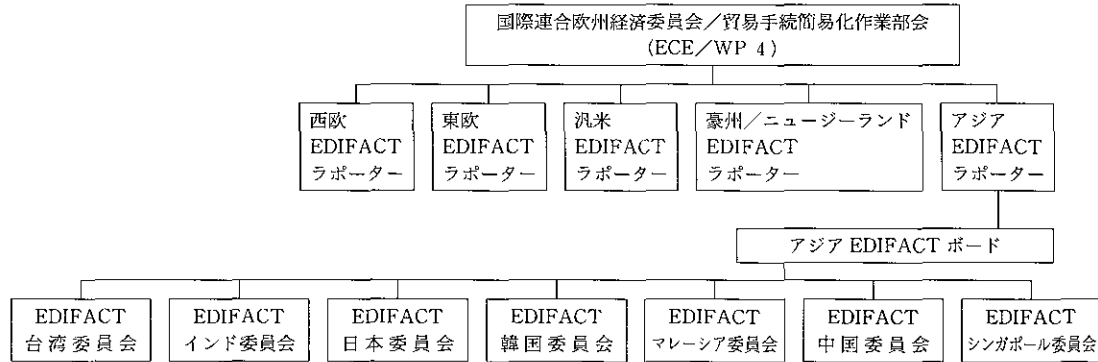 国際連合欧州経済委員会／貿易手続簡易化作業部会
(ECE／WP 4)
西欧
EDIFACT
ラポーター
東欧
EDIFACT
ラポーター
汎米
EDIFACT
ラポーター
豪州／ニュージーランド
EDIFACT
ラポーター
アジア
EDIFACT
ラポーター
アジア EDIFACT ボード
EDIFACT
台湾委員会
EDIFACT
インド委員会
EDIFACT
日本委員会
EDIFACT
韓国委員会
EDIFACT
マレーシア委員会
EDIFACT
中国委員会
EDIFACT
シンガポール委員会